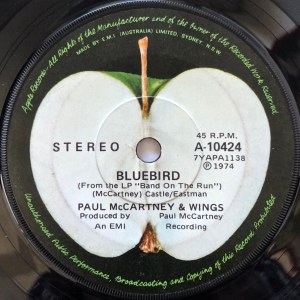 Apple Records-All Rights of the Manufacturer and of the Owner of the Recorded Work Reserved
MADE BY E.M.I. (AUSTRALIA) LIMITED. SYDNEY. N.S.W.
45 R.P.M.
STEREO
A-10424
7YAPA1138
Ⓟ 1974
BLUEBIRD
(From the LP "Band On The Run")
(McCartney) Castle/Eastman
PAUL McCARTNEY & WINGS
Produced by Paul McCartney
An EMI Recording
Unauthorised Public Performance, Broadcasting and Copying of this Record Prohibited